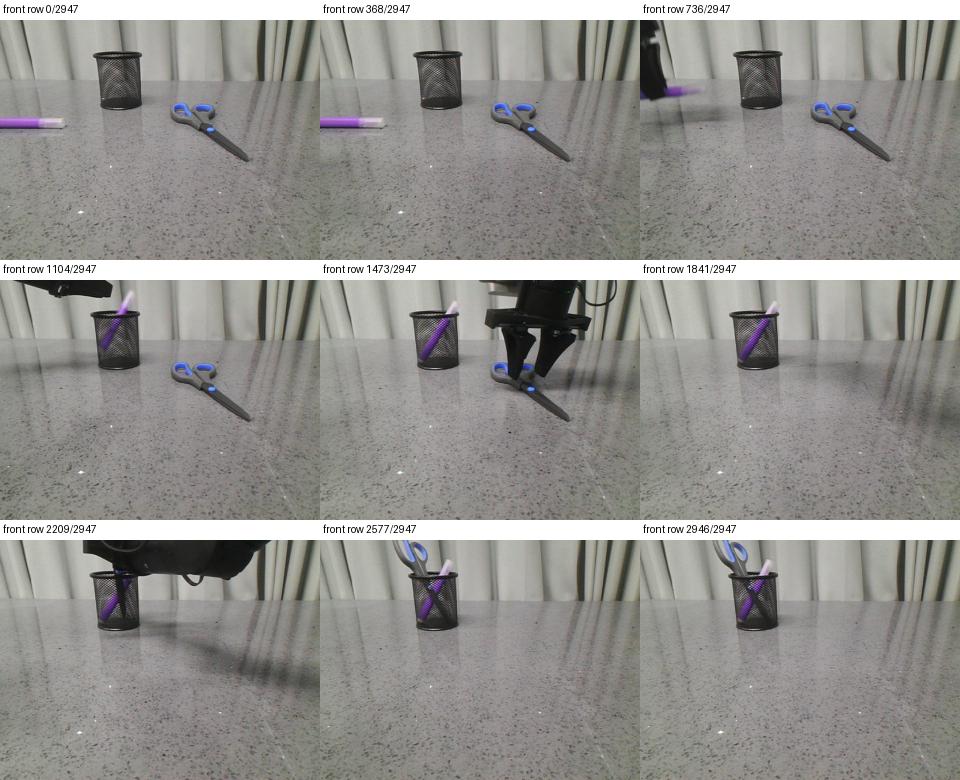 front row 0/2947
front row 368/2947
front row 736/2947
front row 1104/2947
front row 1473/2947
front row 1841/2947
front row 2209/2947
front row 2577/2947
front row 2946/2947